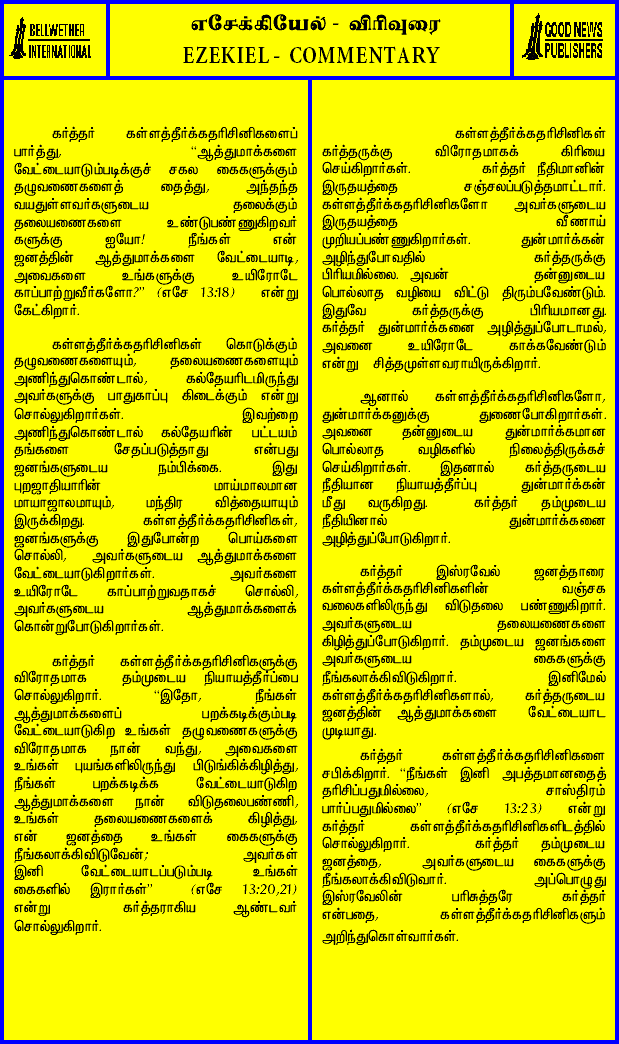 BELLWETHER
INTERNATIONAL
எசேக்கியேல் - விரிவுரை
EZEKIEL - COMMENTARY
GOOD NEWS
PUBLISHERS
கர்த்தர் கள்ளத்தீர்க்கதரிசினிகளைப்
பார்த்து, “ஆத்துமாக்களை
வேட்டையாடும்படிக்குச் சகல கைகளுக்கும்
தழுவணைகளைத் தைத்து, அந்தந்த
வயதுள்ளவர்களுடைய தலைக்கும்
தலையணைகளை உண்டுபண்ணுகிறவர்
களுக்கு ஐயோ! நீங்கள் என்
ஜனத்தின் ஆத்துமாக்களை வேட்டையாடி,
அவைகளை உங்களுக்கு உயிரோடே
காப்பாற்றுவீர்களோ?” (எசே 13:18) என்று
கேட்கிறார்.
கள்ளத்தீர்க்கதரிசினிகள் கொடுக்கும்
தழுவணைகளையும், தலையணைகளையும்
அணிந்துகொண்டால், கல்தேயரிடமிருந்து
அவர்களுக்கு பாதுகாப்பு கிடைக்கும் என்று
சொல்லுகிறார்கள். இவற்றை
அணிந்துகொண்டால் கல்தேயரின் பட்டயம்
தங்களை சேதப்படுத்தாது என்பது
ஜனங்களுடைய நம்பிக்கை. இது
புறஜாதியாரின் மாய்மாலமான
மாயாஜாலமாயும், மந்திர வித்தையாயும்
இருக்கிறது. கள்ளத்தீர்க்கதரிசினிகள்,
ஜனங்களுக்கு இதுபோன்ற பொய்களை
சொல்லி, அவர்களுடைய ஆத்துமாக்களை
வேட்டையாடுகிறார்கள். அவர்களை
உயிரோடே காப்பாற்றுவதாகச் சொல்லி,
அவர்களுடைய ஆத்துமாக்களைக்
கொன்றுபோடுகிறார்கள்.
கர்த்தர் கள்ளத்தீர்க்கதரிசினிகளுக்கு
விரோதமாக தம்முடைய நியாயத்தீர்ப்பை
சொல்லுகிறார். “இதோ, நீங்கள்
ஆத்துமாக்களைப் பறக்கடிக்கும்படி
வேட்டையாடுகிற உங்கள் தழுவணைகளுக்கு
விரோதமாக நான் வந்து, அவைகளை
உங்கள் புயங்களிலிருந்து பிடுங்கிக்கிழித்து,
நீங்கள் பறக்கடிக்க வேட்டையாடுகிற
ஆத்துமாக்களை நான் விடுதலைபண்ணி,
உங்கள் தலையணைகளைக் கிழித்து,
என் ஜனத்தை உங்கள் கைகளுக்கு
நீங்கலாக்கிவிடுவேன்; அவர்கள்
இனி வேட்டையாடப்படும்படி உங்கள்
கைகளில் இரார்கள்” (எசே 13:20,21)
என்று கர்த்தராகிய ஆண்டவர்
சொல்லுகிறார்.
கள்ளத்தீர்க்கதரிசினிகள்
கர்த்தருக்கு விரோதமாகக் கிரியை
செய்கிறார்கள். கர்த்தர் நீதிமானின்
இருதயத்தை சஞ்சலப்படுத்தமாட்டார்.
கள்ளத்தீர்க்கதரிசினிகளோ அவர்களுடைய
இருதயத்தை வீணாய்
முறியப்பண்ணுகிறார்கள். துன்மார்க்கன்
அழிந்துபோவதில் கர்த்தருக்கு
பிரியமில்லை. அவன் தன்னுடைய
பொல்லாத வழியை விட்டு திரும்பவேண்டும்.
இதுவே கர்த்தருக்கு பிரியமானது.
கர்த்தர் துன்மார்க்கனை அழித்துப்போடாமல்,
அவனை உயிரோடே காக்கவேண்டும்
என்று சித்தமுள்ளவராயிருக்கிறார்.
ஆனால் கள்ளத்தீர்க்கதரிசினிகளோ,
துன்மார்க்கனுக்கு துணைபோகிறார்கள்.
அவனை தன்னுடைய துன்மார்க்கமான
பொல்லாத வழிகளில் நிலைத்திருக்கச்
செய்கிறார்கள். இதனால் கர்த்தருடைய
நீதியான நியாயத்தீர்ப்பு துன்மார்க்கன்
மீது வருகிறது. கர்த்தர் தம்முடைய
நீதியினால் துன்மார்க்கனை
அழித்துப்போடுகிறார்.
கர்த்தர் இஸ்ரவேல் ஜனத்தாரை
கள்ளத்தீர்க்கதரிசினிகளின் வஞ்சக
வலைகளிலிருந்து விடுதலை பண்ணுகிறார்.
அவர்களுடைய தலையணைகளை
கிழித்துப்போடுகிறார். தம்முடைய ஜனங்களை
அவர்களுடைய கைகளுக்கு
நீங்கலாக்கிவிடுகிறார். இனிமேல்
கள்ளத்தீர்க்கதரிசினிகளால், கர்த்தருடைய
ஜனத்தின் ஆத்துமாக்களை வேட்டையாட
முடியாது.
கர்த்தர் கள்ளத்தீர்க்கதரிசினிகளை
சபிக்கிறார். “நீங்கள் இனி அபத்தமானதைத்
தரிசிப்பதுமில்லை, சாஸ்திரம்
பார்ப்பதுமில்லை” (எசே 13:23) என்று
கர்த்தர் கள்ளத்தீர்க்கதரிசினிகளிடத்தில்
சொல்லுகிறார். கர்த்தர் தம்முடைய
ஜனத்தை, அவர்களுடைய கைகளுக்கு
நீங்கலாக்கிவிடுவார். அப்பொழுது
இஸ்ரவேலின் பரிசுத்தரே கர்த்தர்
என்பதை, கள்ளத்தீர்க்கதரிசினிகளும்
அறிந்துகொள்வார்கள்.